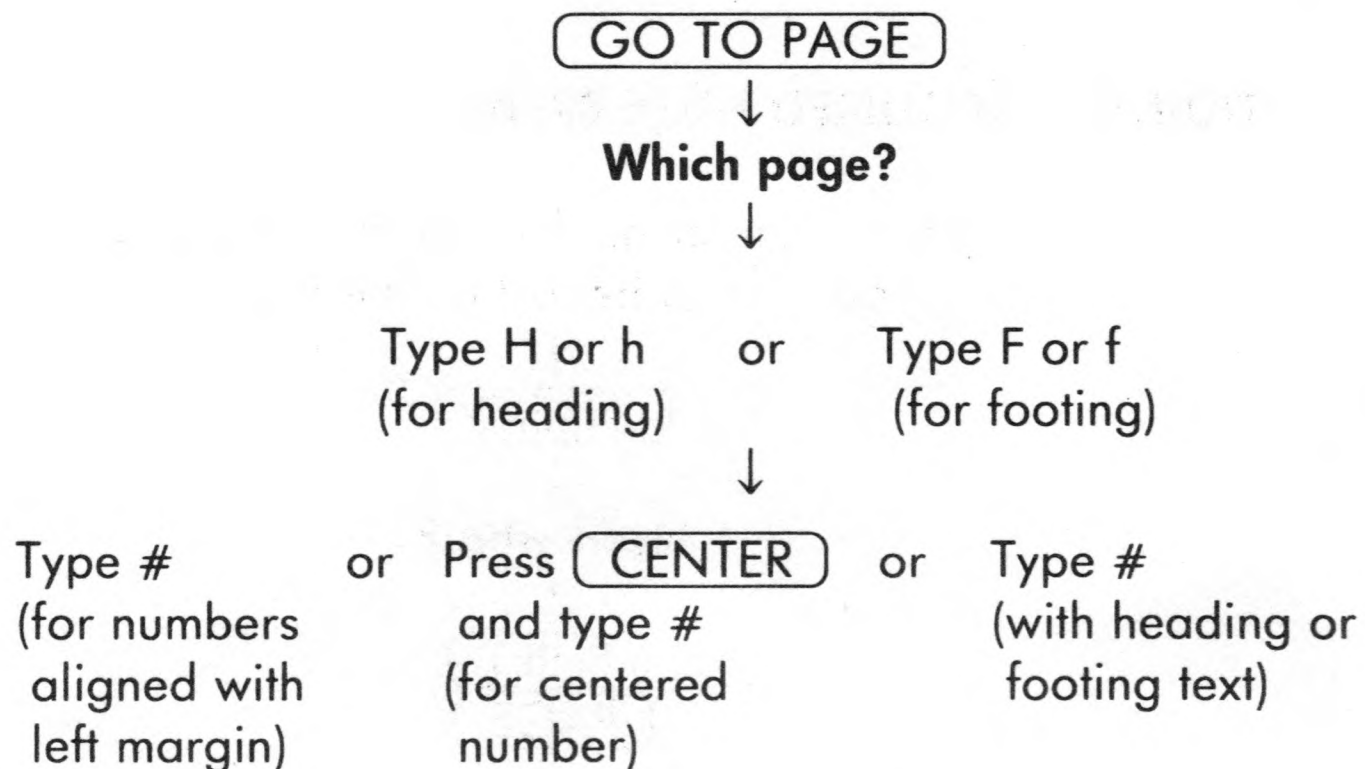 GO TO PAGE
↓
Which page?
↓
Type H or h or Type F or f
(for heading) (for footing)
↓
Type # or Press CENTER or Type #
(for numbers and type # (with heading or
aligned with (for centered footing text)
left margin) number)